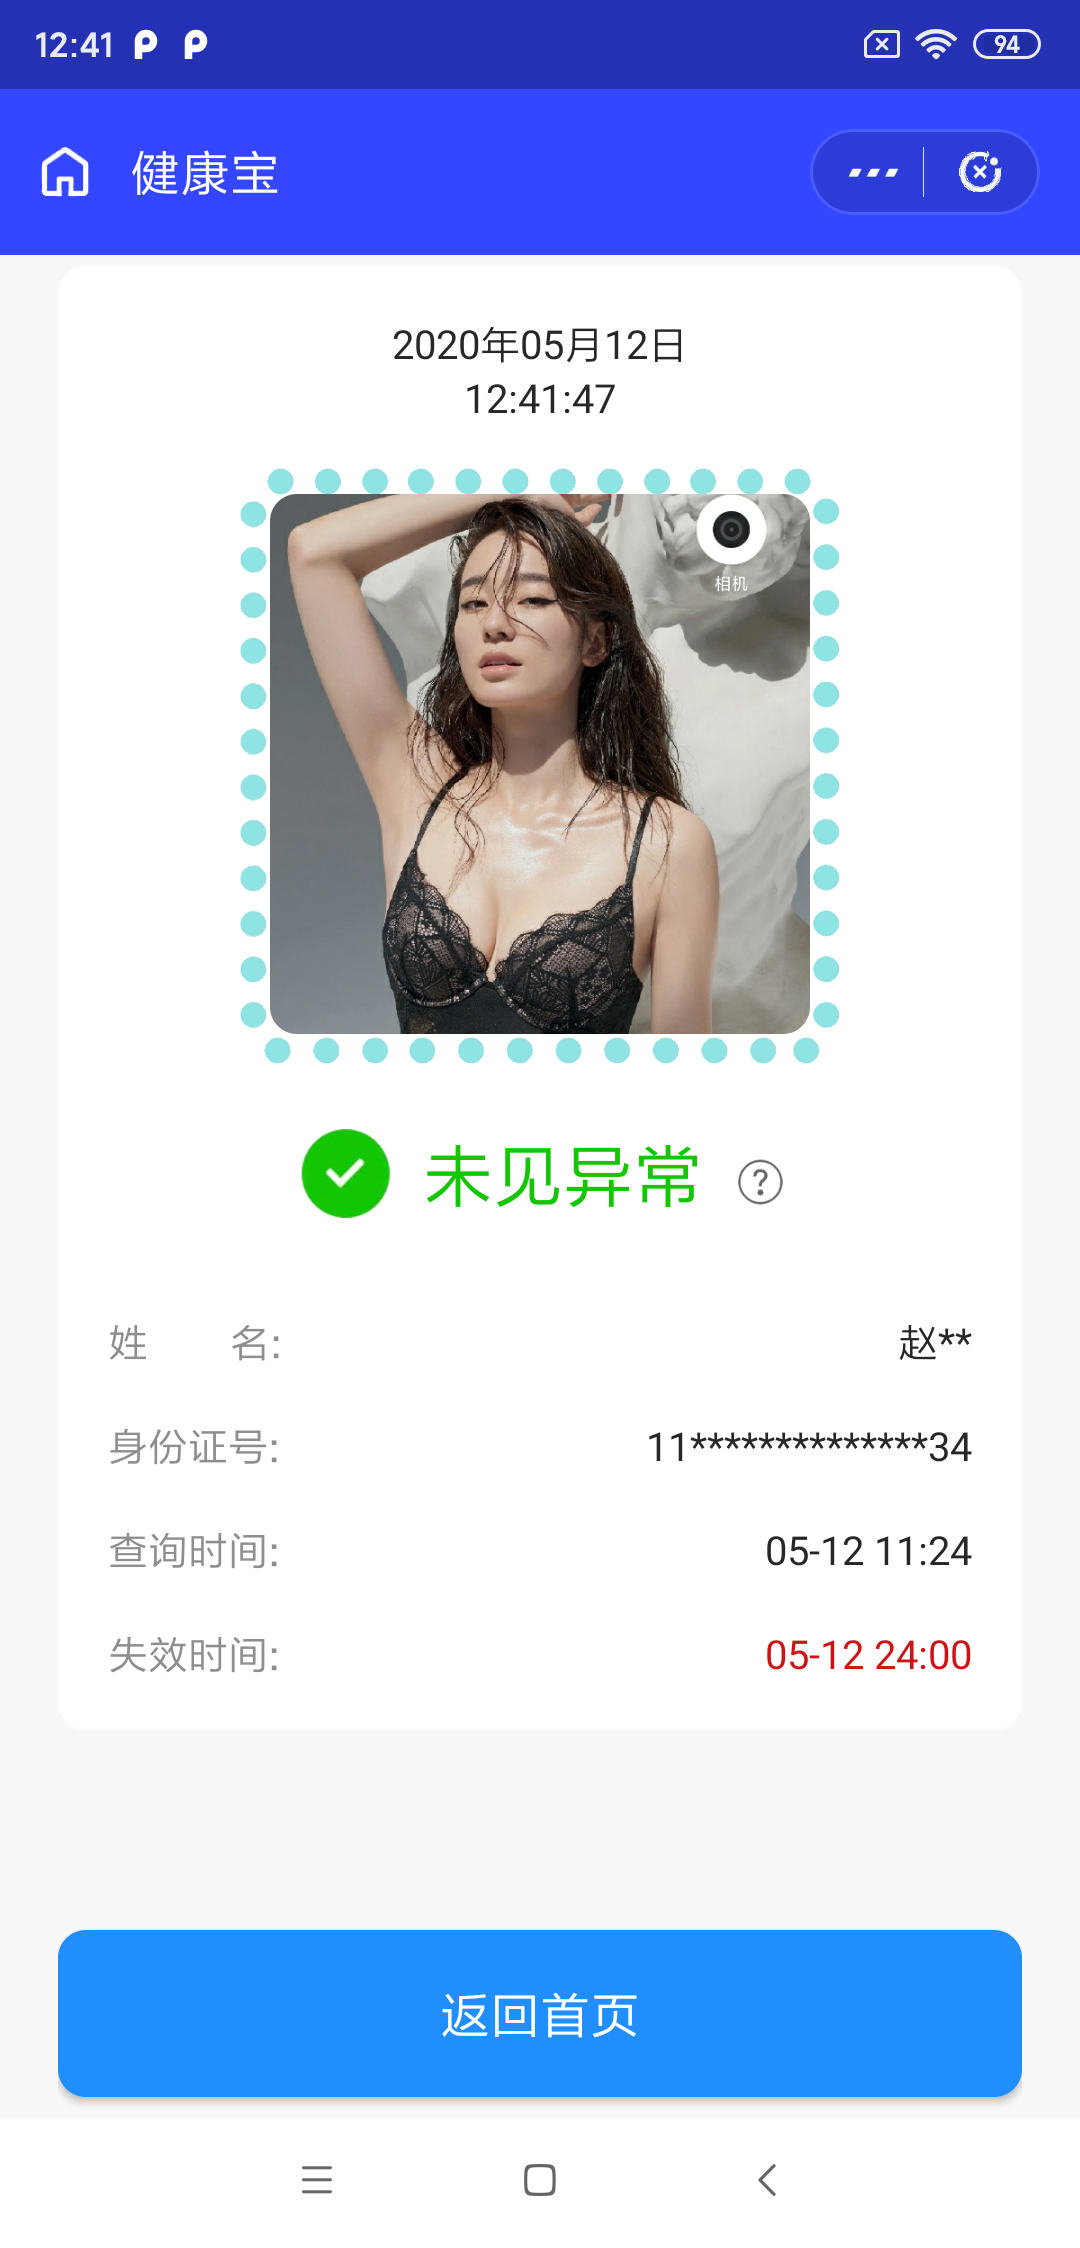 12:41
94
健康宝
2020年05月12日
12:41:47
相机
未见异常 ?
姓 名: 赵**
身份证号: 11**************34
查询时间: 05-12 11:24
失效时间: 05-12 24:00
返回首页